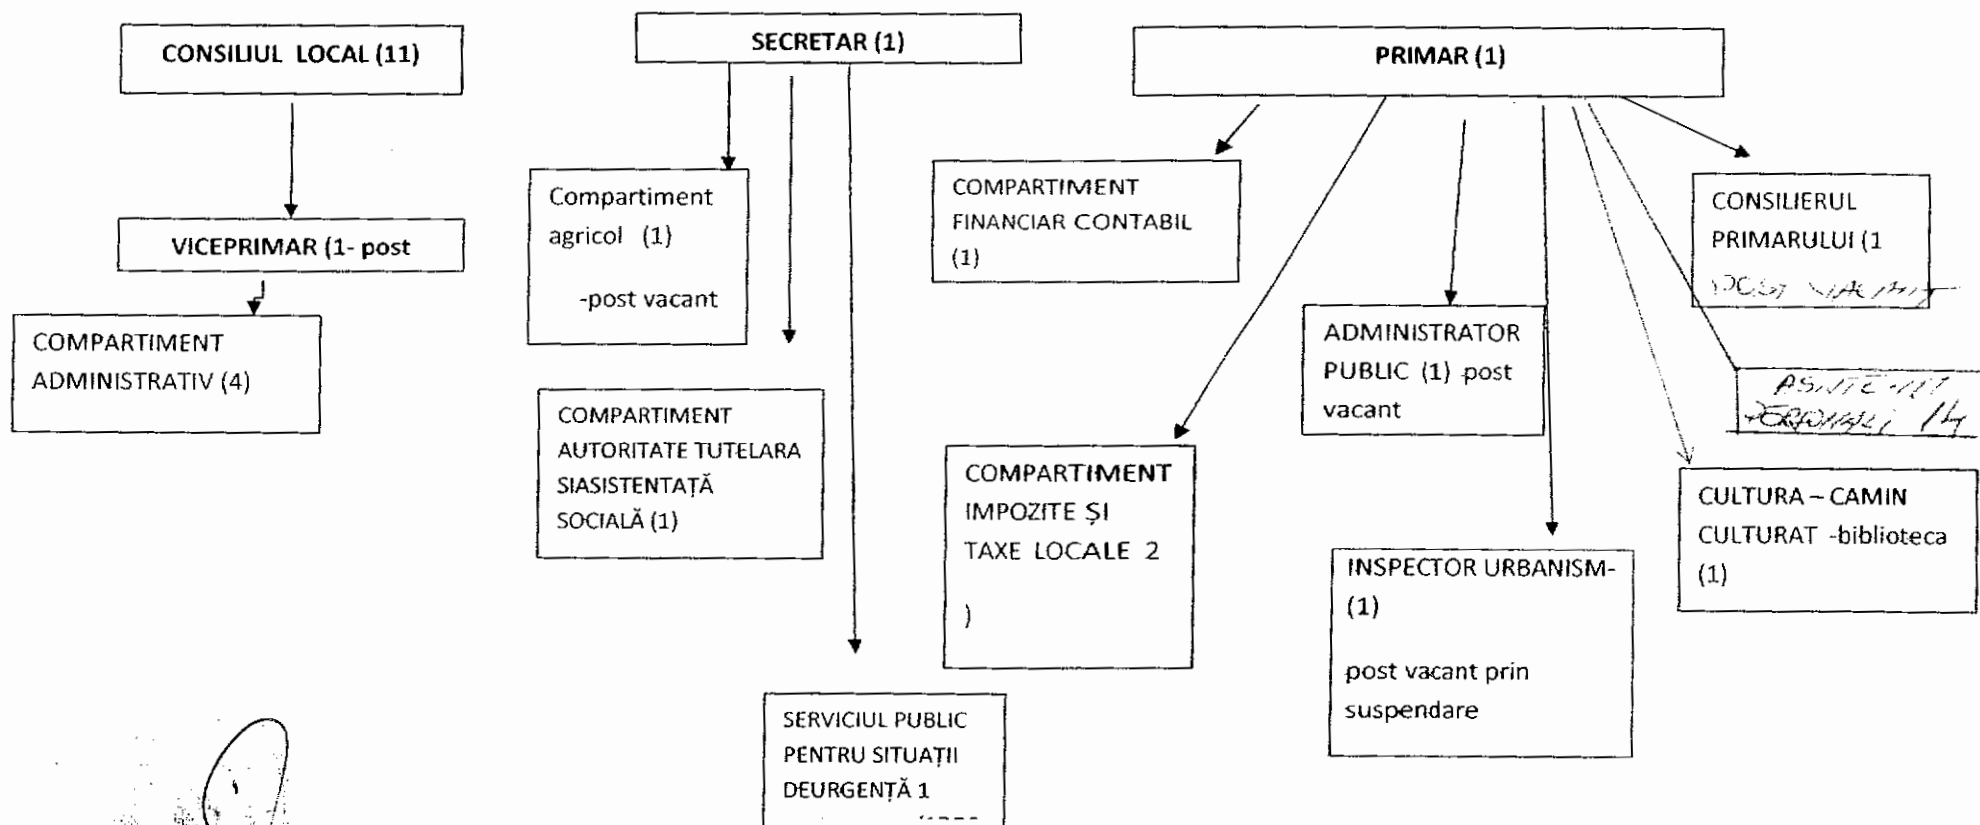 CONSILIUL LOCAL (11)
VICEPRIMAR (1- post
COMPARTIMENT
ADMINISTRATIV (4)
SECRETAR (1)
Compartiment
agricol (1)
-post vacant
COMPARTIMENT
AUTORITATE TUTELARA
SIASISTENTAȚĂ
SOCIALĂ (1)
SERVICIUL PUBLIC
PENTRU SITUAȚII
DEURGENȚĂ 1
PRIMAR (1)
COMPARTIMENT
FINANCIAR CONTABIL
(1)
COMPARTIMENT
IMPOZITE ȘI
TAXE LOCALE 2
)
ADMINISTRATOR
PUBLIC (1) -post
vacant
INSPECTOR URBANISM-
(1)
post vacant prin
suspendare
CONSILIERUL
PRIMARULUI (1
POST VACANT
CULTURA – CAMIN
CULTURAT -biblioteca
(1)